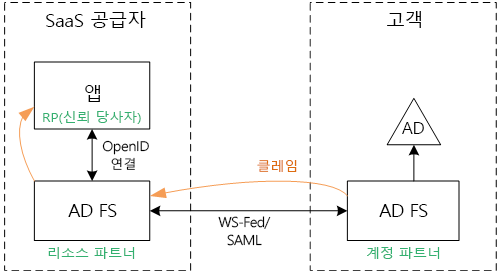 SaaS 공급자
고객
앱
RP(신뢰 당사자)
AD
OpenID
연결
클레임
AD FS
WS-Fed/
SAML
AD FS
리소스 파트너
계정 파트너